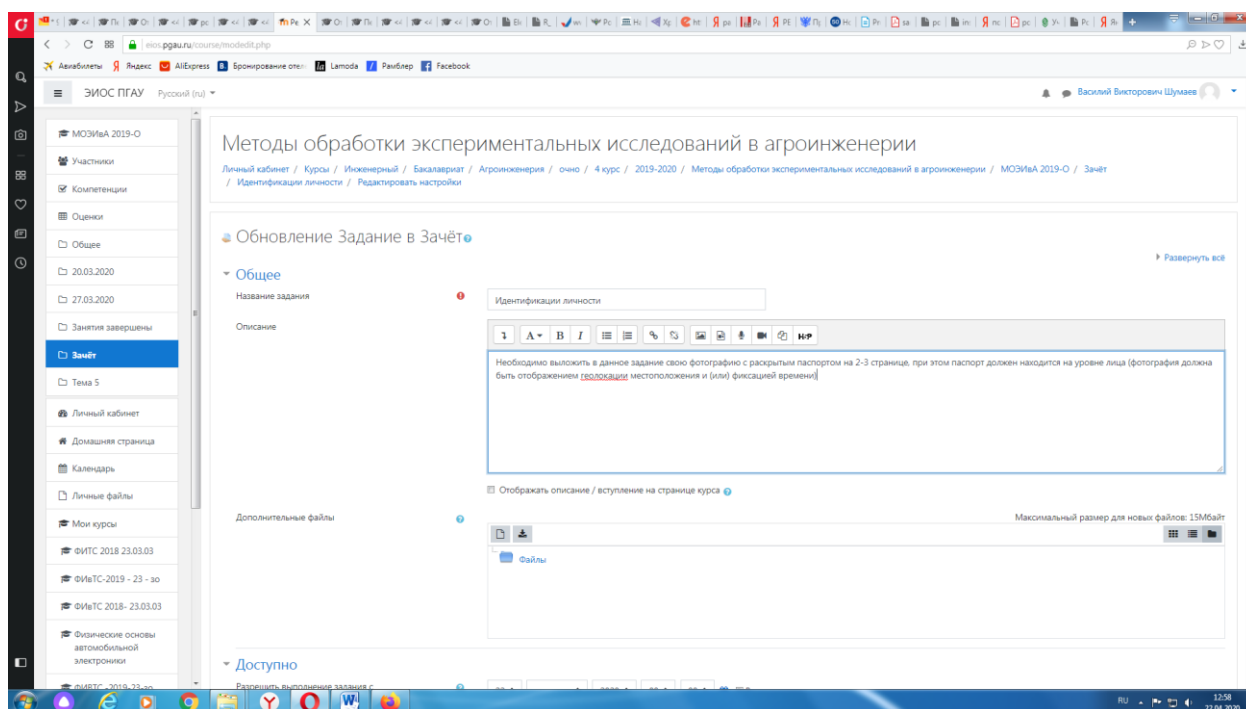 eios.pgau.ru/course/modedit.php
Авиабилеты Яндекс AliExpress Бронирование отел Lamoda Рамблер Facebook
ЭИОС ПГАУ Русский (ru)
Василий Викторович Шумаев
МОЭИвА 2019-О
Участники
Компетенции
Оценки
Общее
20.03.2020
27.03.2020
Занятия завершены
Зачёт
Тема 5
Личный кабинет
Домашняя страница
Календарь
Личные файлы
Мои курсы
ФИТС 2018 23.03.03
ФИвТС-2019 - 23 - зо
ФИвТС 2018- 23.03.03
Физические основы
автомобильной
электроники
Методы обработки экспериментальных исследований в агроинженерии
Личный кабинет / Курсы / Инженерный / Бакалавриат / Агроинженерия / очно / 4 курс / 2019-2020 / Методы обработки экспериментальных исследований в агроинженерии / МОЭИвА 2019-О / Зачёт
/ Идентификации личности / Редактировать настройки
Обновление Задание в Зачёт
Развернуть всё
Общее
Название задания
Идентификации личности
Описание
H-P
Необходимо выложить в данное задание свою фотографию с раскрытым паспортом на 2-3 странице, при этом паспорт должен находится на уровне лица (фотография должна
быть отображением геолокации местоположения и (или) фиксацией времени)
Отображать описание / вступление на странице курса
Дополнительные файлы
Максимальный размер для новых файлов: 15Мбайт
Файлы
Доступно
Разрешить выполнение задания с
RU
12:58
22.04.2020